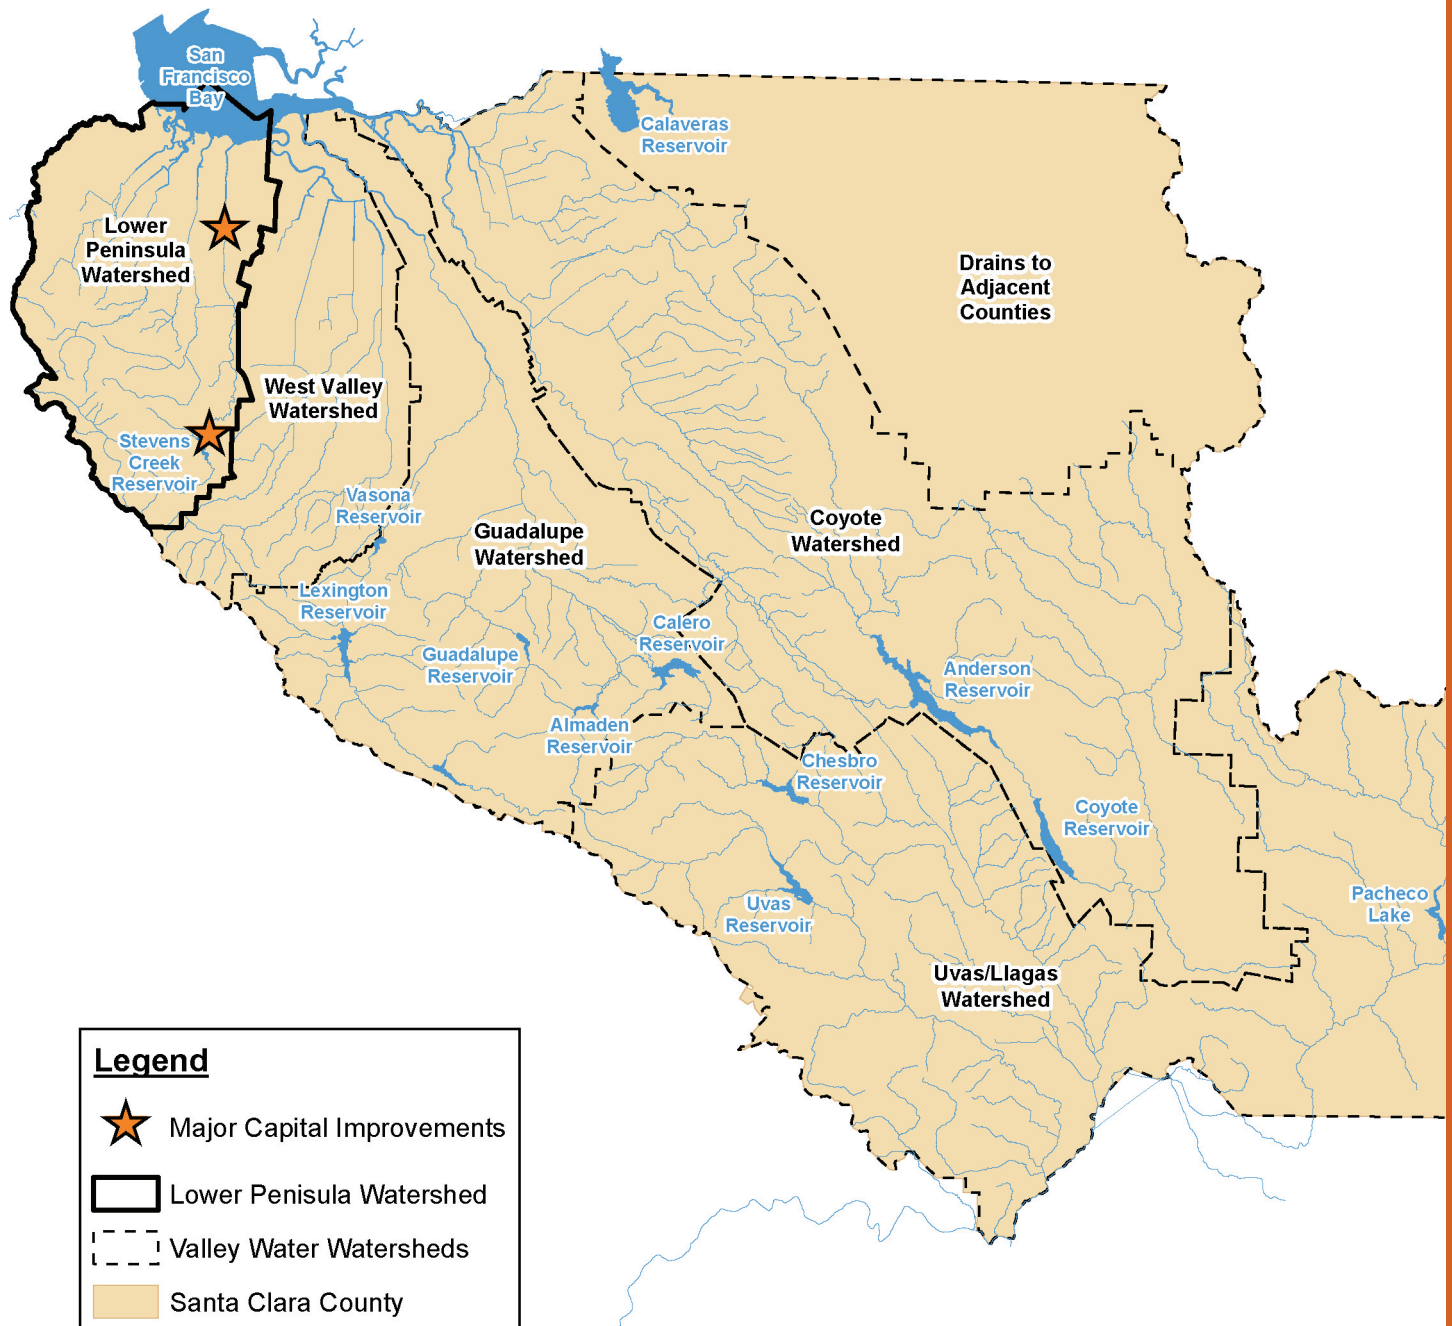 San
Francisco
Bay
Calaveras
Reservoir
Lower
Peninsula
Watershed
Drains to
Adjacent
Counties
West Valley
Watershed
Stevens
Creek
Reservoir
Vasona
Reservoir
Guadalupe
Watershed
Coyote
Watershed
Lexington
Reservoir
Guadalupe
Reservoir
Calero
Reservoir
Anderson
Reservoir
Almaden
Reservoir
Chesbro
Reservoir
Coyote
Reservoir
Uvas
Reservoir
Pacheco
Lake
Uvas/Llagas
Watershed
Legend
Major Capital Improvements
Lower Penisula Watershed
Valley Water Watersheds
Santa Clara County